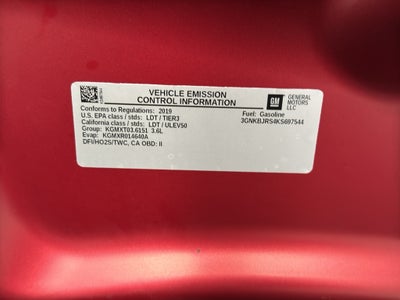 VEHICLE EMISSION
CONTROL INFORMATION
GM
GENERAL
MOTORS LLC
Conforms to Regulations: 2019
U.S. EPA class / stds: LDT / TIER3
California class / stds: LDT / ULEV50
Group: KGMXT03.6151 3.6L
Evap: KGMXR014640A
DFI/HO2S/TWC, CA OBD: II
Fuel: Gasoline
3GNKBJRS4KS697544